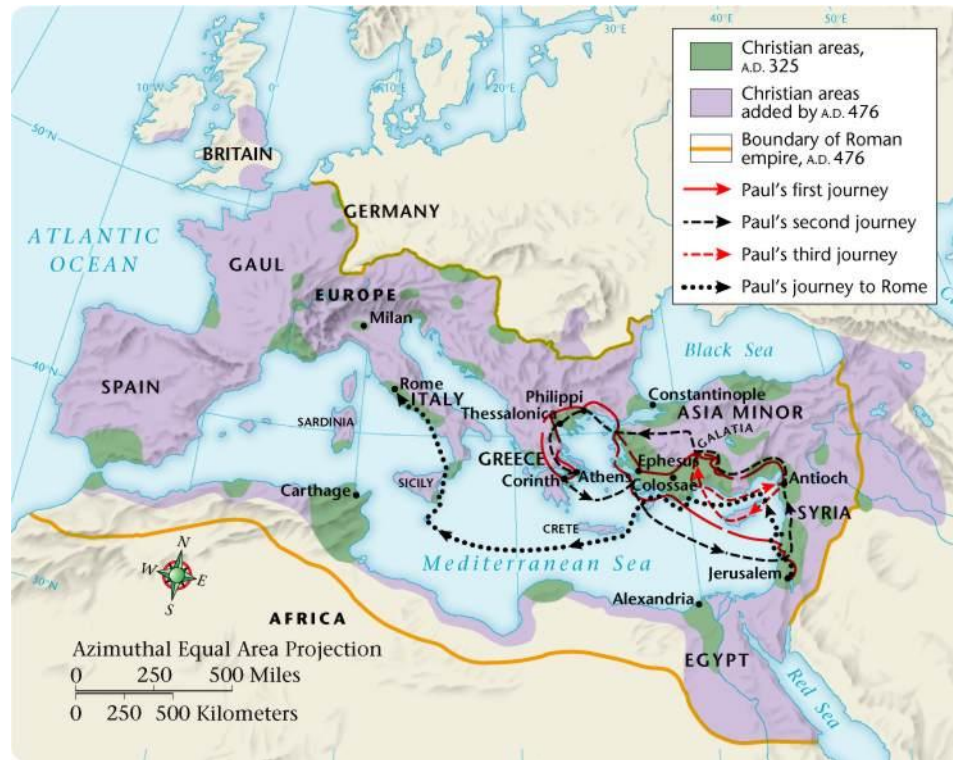 30°E
40°E
50°E
10°W
0°
10°E
20°E
50°N
40°N
30°N
Christian areas,
A.D. 325
Christian areas
added by A.D. 476
Boundary of Roman
empire, A.D. 476
Paul's first journey
Paul's second journey
Paul's third journey
Paul's journey to Rome
BRITAIN
GERMANY
ATLANTIC
OCEAN
GAUL
EUROPE
Milan
Black Sea
SPAIN
Rome
ITALY
SARDINIA
Philippi
Constantinople
Thessalonica
ASIA MINOR
GALATIA
GREECE
Ephesus
Corinth
Athens
Colossae
Antioch
Carthage
SICILY
SYRIA
CRETE
Mediterranean Sea
Jerusalem
Alexandria
N
W
E
S
AFRICA
EGYPT
Red Sea
Azimuthal Equal Area Projection
0 250 500 Miles
0 250 500 Kilometers